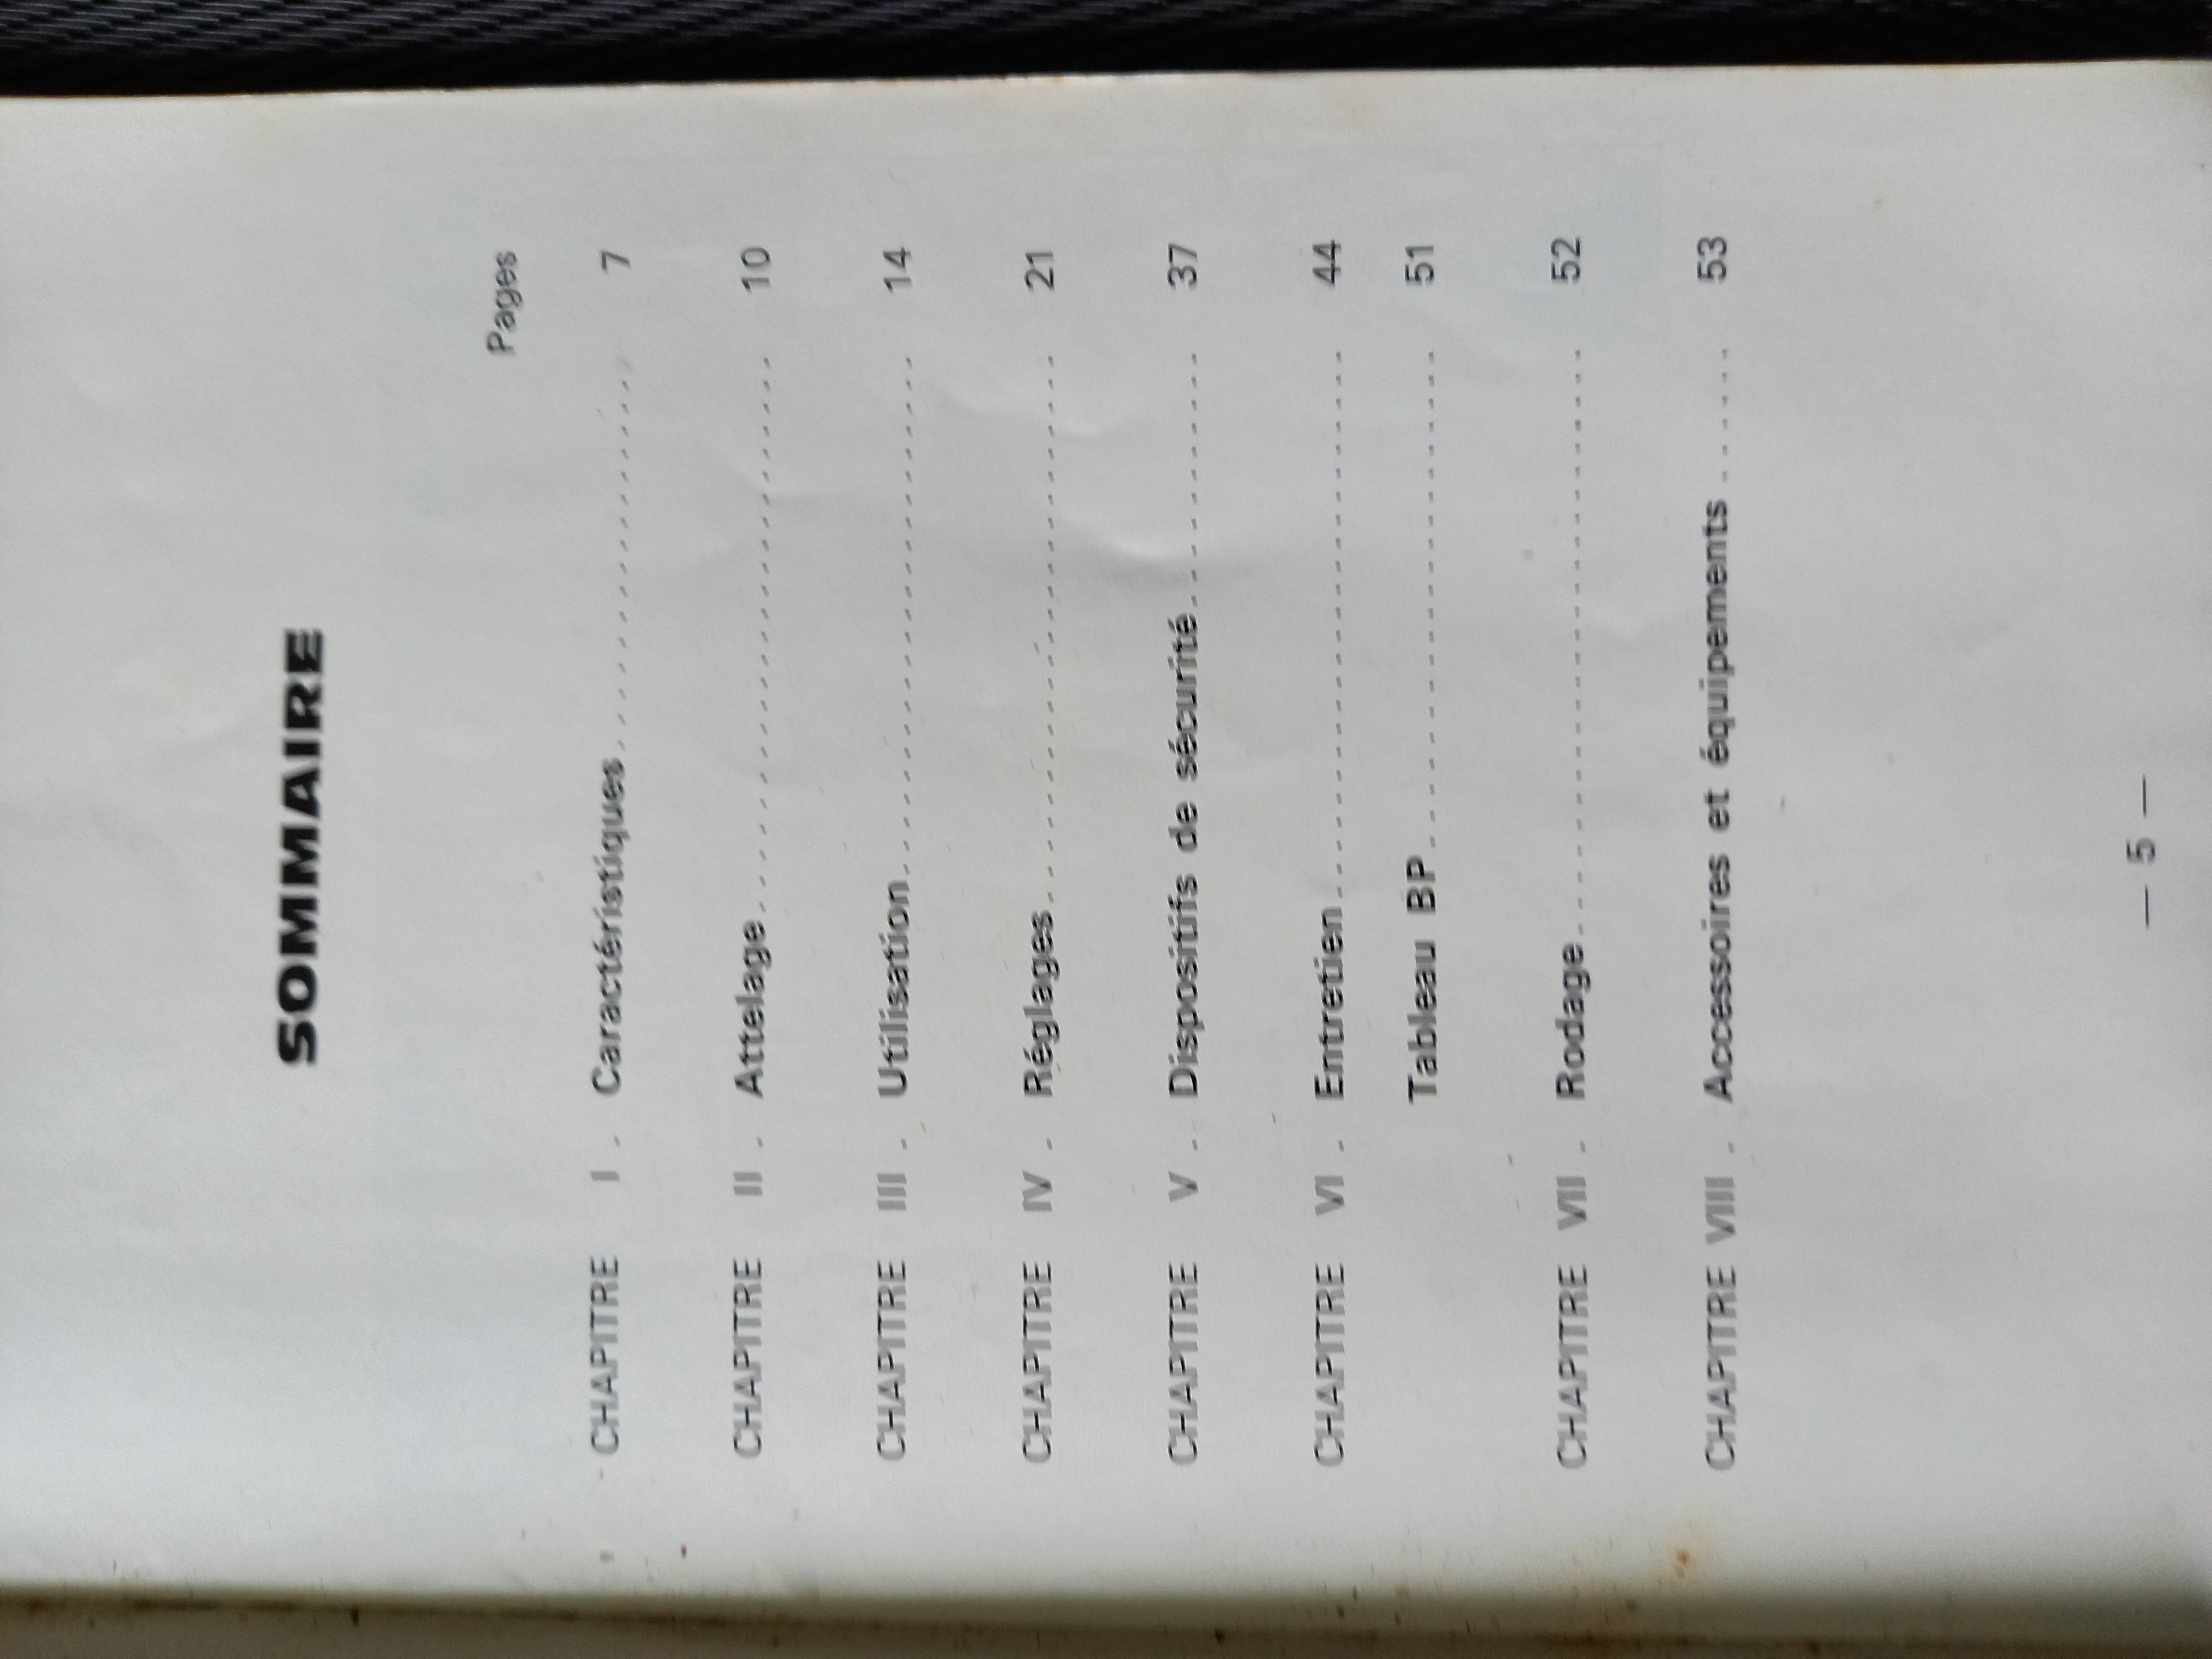 SOMMAIRE
Pages
CHAPITRE I . Caractéristiques.............................. 7
CHAPITRE II . Attelage.............................. 10
CHAPITRE III . Utilisation.............................. 14
CHAPITRE IV . Réglages.............................. 21
CHAPITRE V . Dispositifs de sécurité.............................. 37
CHAPITRE VI . Entretien.............................. 44
Tableau BP.............................. 51
CHAPITRE VII . Rodage.............................. 52
CHAPITRE VIII . Accessoires et équipements ....... 53
— 5 —